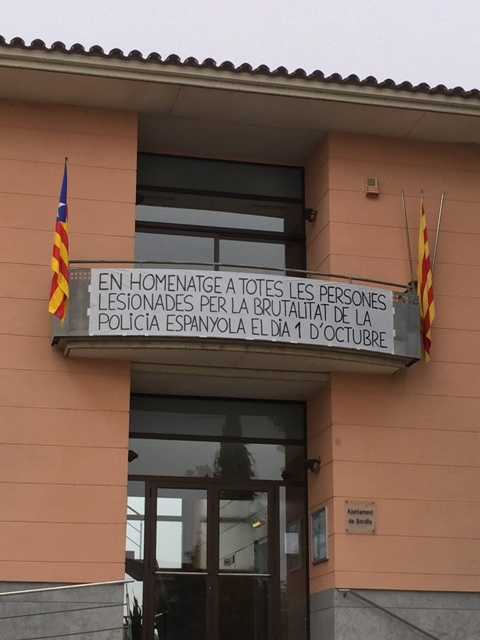 EN HOMENATGE A TOTES LES PERSONES
LESIONADES PER LA BRUTALITAT DE LA
POLICIA ESPANYOLA EL DIA 1 D'OCTUBRE
Ajuntament
de Bordils